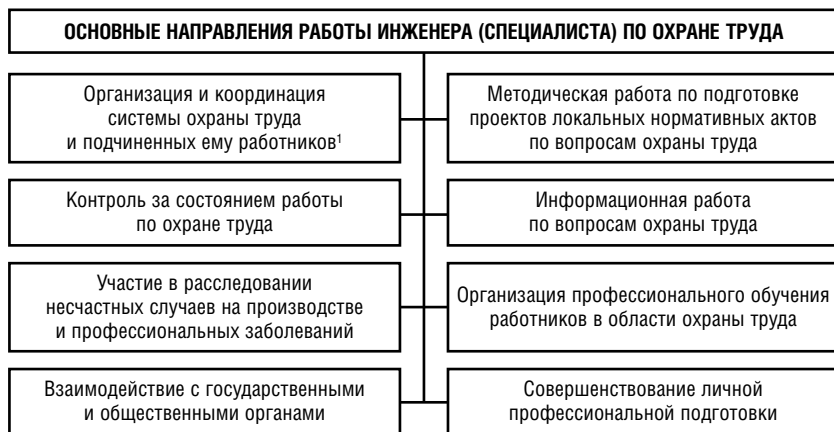 ОСНОВНЫЕ НАПРАВЛЕНИЯ РАБОТЫ ИНЖЕНЕРА (СПЕЦИАЛИСТА) ПО ОХРАНЕ ТРУДА
Организация и координация
системы охраны труда
и подчиненных ему работников¹
Методическая работа по подготовке
проектов локальных нормативных актов
по вопросам охраны труда
Контроль за состоянием работы
по охране труда
Информационная работа
по вопросам охраны труда
Участие в расследовании
несчастных случаев на производстве
и профессиональных заболеваний
Организация профессионального обучения
работников в области охраны труда
Взаимодействие с государственными
и общественными органами
Совершенствование личной
профессиональной подготовки